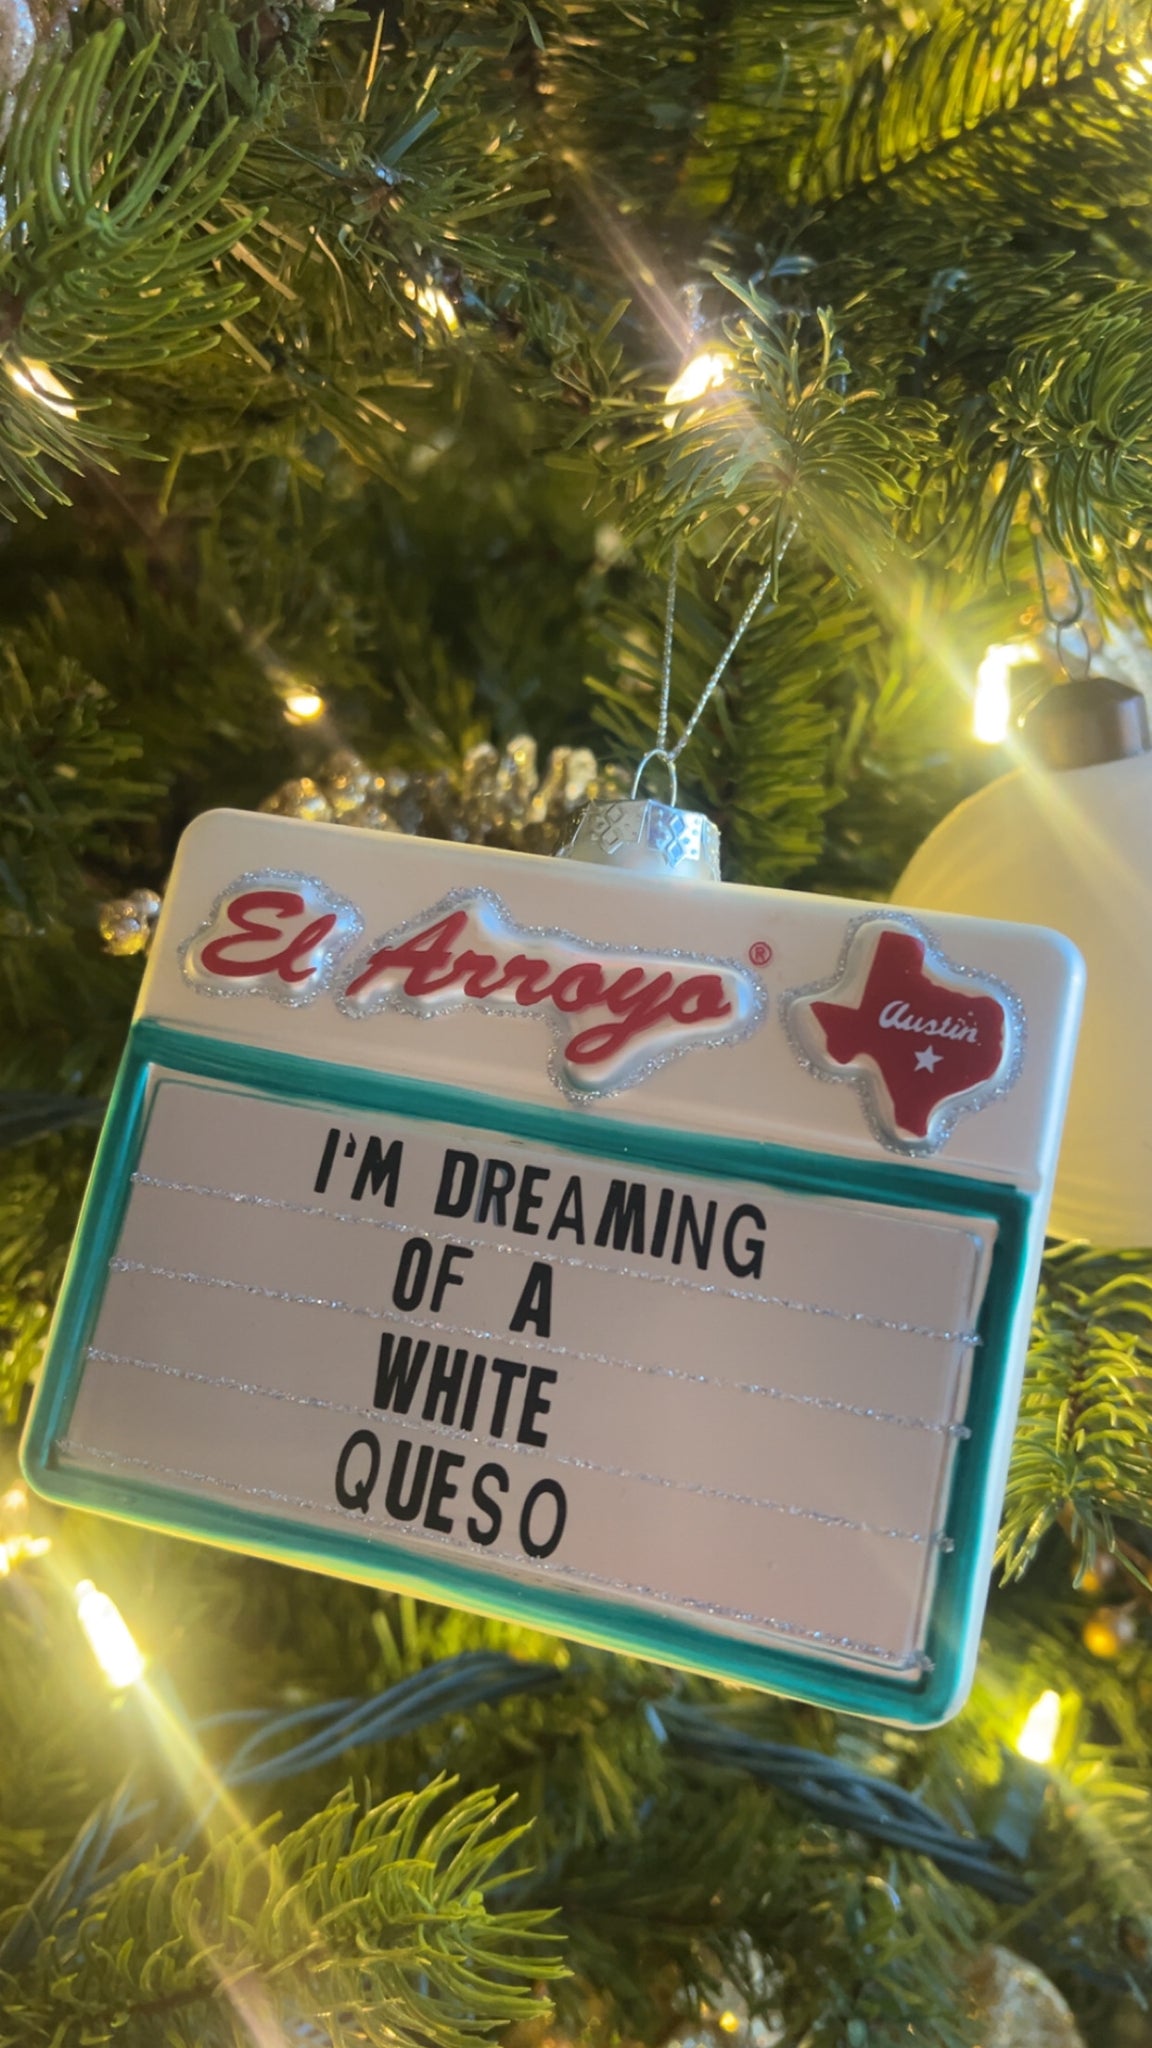 El Arroyo®
Austin
I'M DREAMING
OF A
WHITE
QUESO